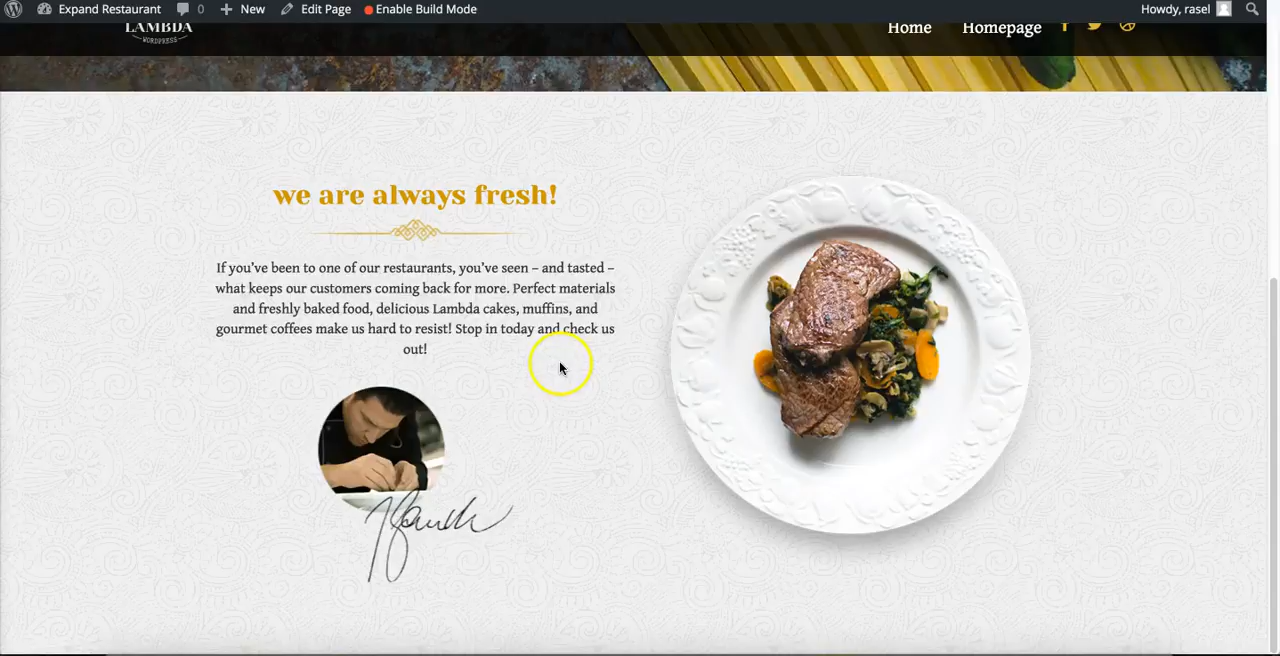 Expand Restaurant 0 New Edit Page Enable Build Mode Howdy, rasel
LAMBDA
WORDPRESS
Home Homepage
we are always fresh!
If you’ve been to one of our restaurants, you’ve seen – and tasted –
what keeps our customers coming back for more. Perfect materials
and freshly baked food, delicious Lambda cakes, muffins, and
gourmet coffees make us hard to resist! Stop in today and check us
out!